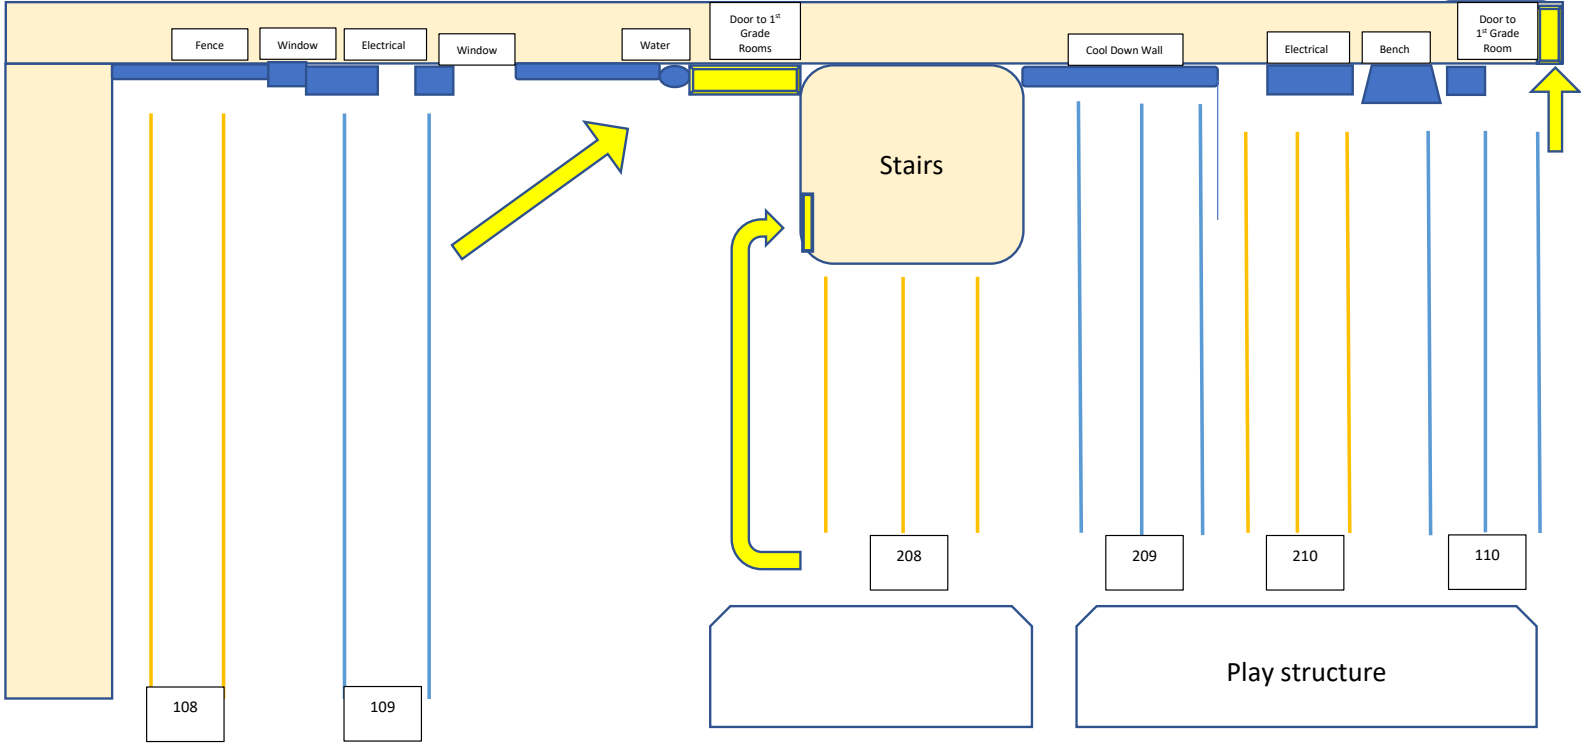 Fence
Window
Electrical
Window
Water
Door to 1st
Grade
Rooms
Cool Down Wall
Electrical
Bench
Door to
1st Grade
Room
Stairs
208
209
210
110
Play structure
108
109